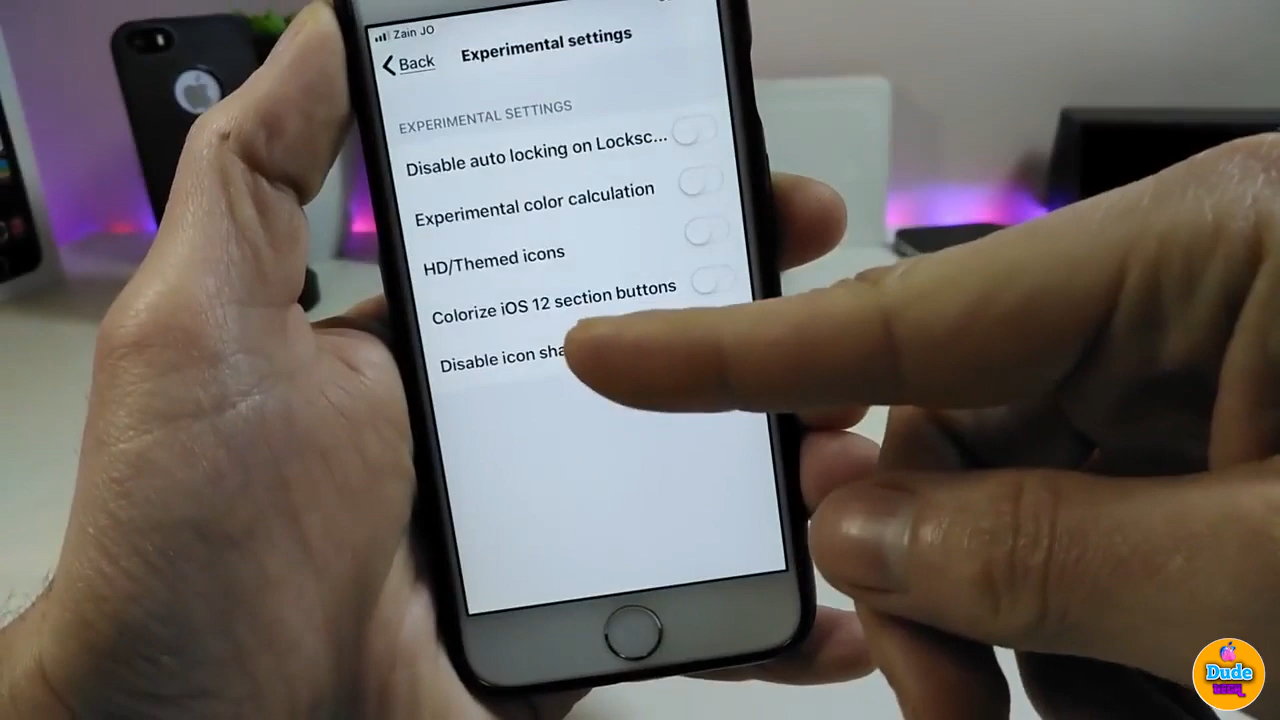 Zain JO
Back
Experimental settings
EXPERIMENTAL SETTINGS
Disable auto locking on Locksc...
Experimental color calculation
HD/Themed icons
Colorize iOS 12 section buttons
Disable icon sha
Dude
TECH